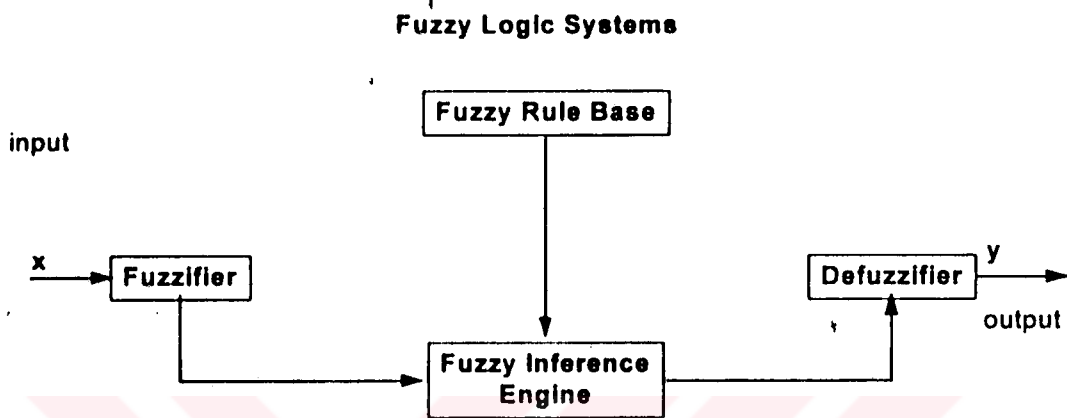 Fuzzy Logic Systems
Fuzzy Rule Base
input
x
Fuzzifier
Defuzzifier
y
output
Fuzzy Inference
Engine